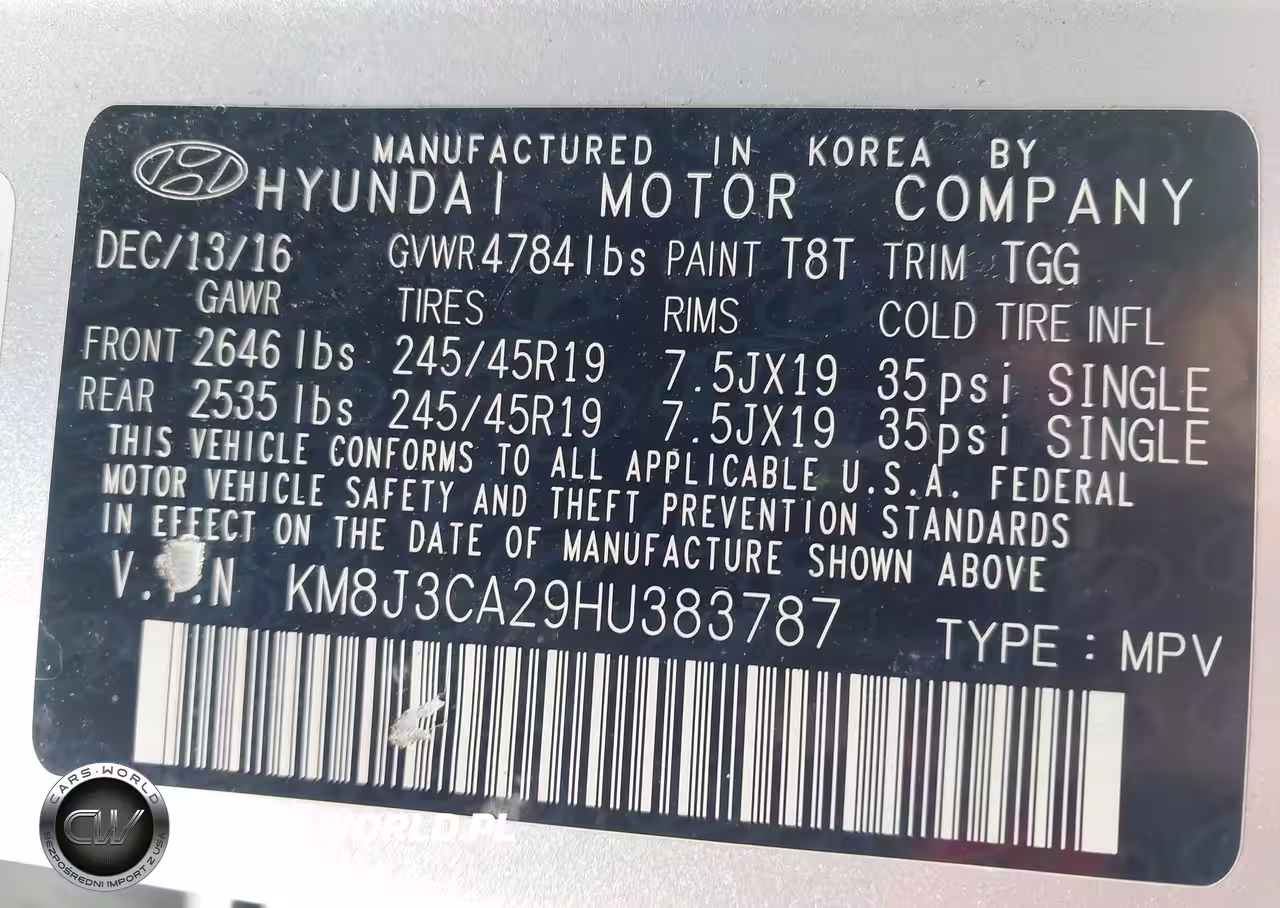 MANUFACTURED IN KOREA BY
HYUNDAI MOTOR COMPANY
DEC/13/16 GVWR 4784lbs PAINT T8T TRIM TGG
GAWR TIRES RIMS COLD TIRE INFL
FRONT 2646 lbs 245/45R19 7.5JX19 35psi SINGLE
REAR 2535 lbs 245/45R19 7.5JX19 35psi SINGLE
THIS VEHICLE CONFORMS TO ALL APPLICABLE U.S.A. FEDERAL
MOTOR VEHICLE SAFETY AND THEFT PREVENTION STANDARDS
IN EFFECT ON THE DATE OF MANUFACTURE SHOWN ABOVE
V. .N KM8J3CA29HU383787 TYPE : MPV
CARS-WORLD
CW
BEZPOŚREDNI IMPORT Z USA
WORLD.PL